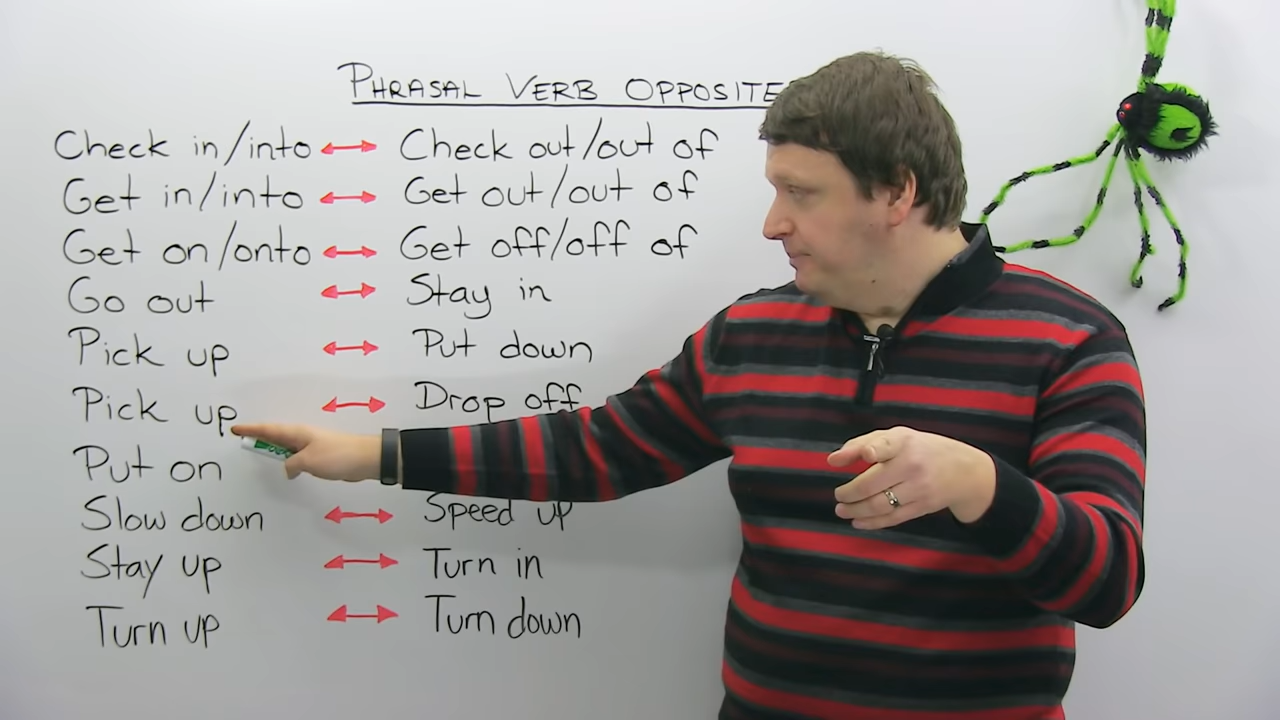 PHRASAL VERB OPPOSITE
Check in/into ↔ Check out/out of
Get in/into ↔ Get out/out of
Get on/onto ↔ Get off/off of
Go out ↔ Stay in
Pick up ↔ Put down
Pick up ↔ Drop off
Put on
Slow down ↔ Speed up
Stay up ↔ Turn in
Turn up ↔ Turn down